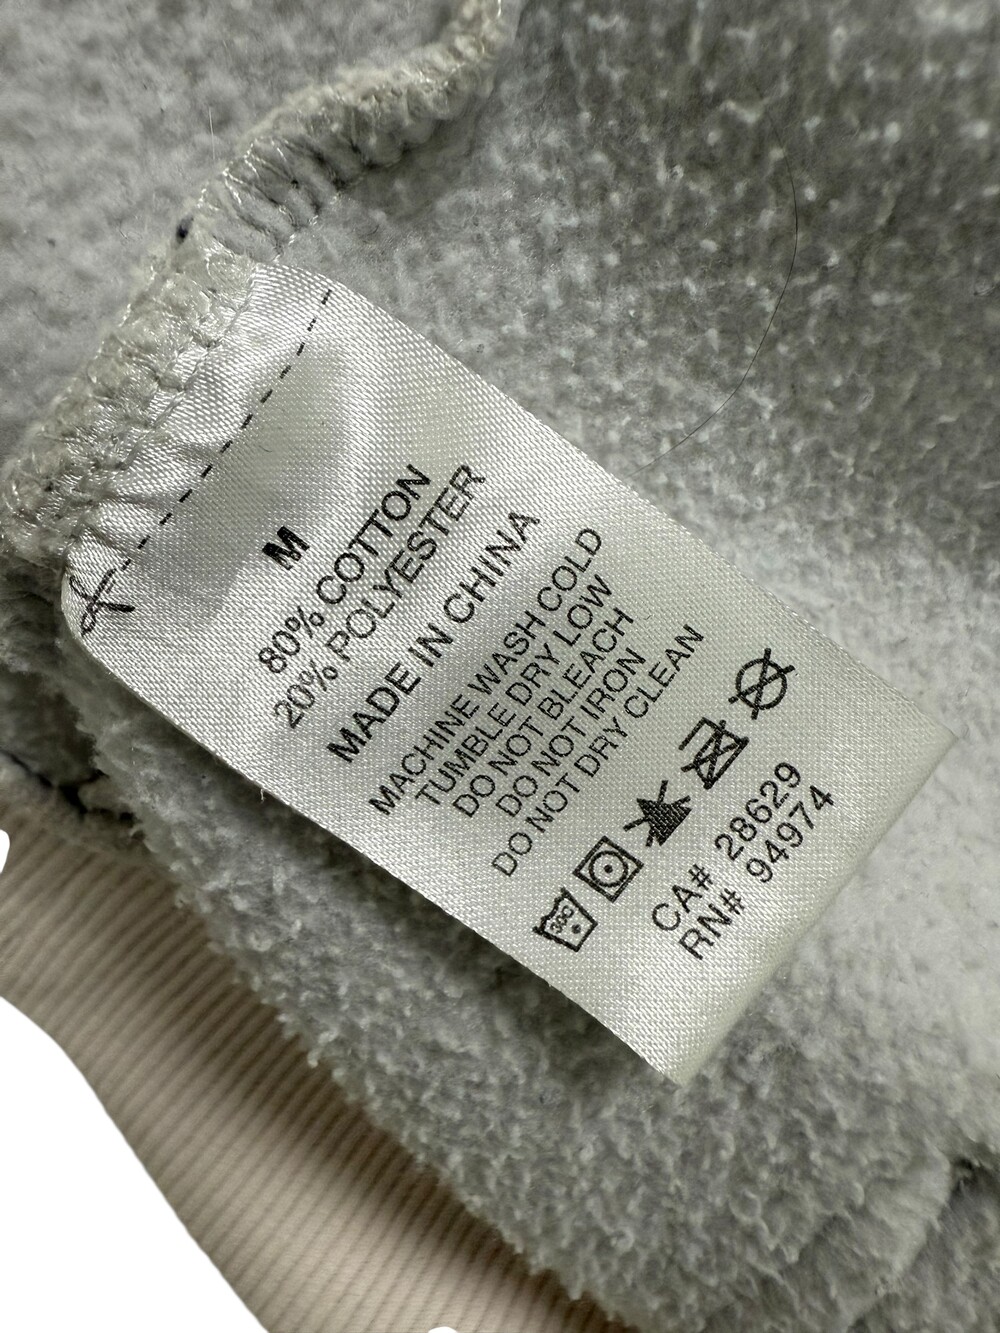 M
80% COTTON
20% POLYESTER
MADE IN CHINA
MACHINE WASH COLD
TUMBLE DRY LOW
DO NOT BLEACH
DO NOT IRON
DO NOT DRY CLEAN
30C
CA# 28629
RN# 94974